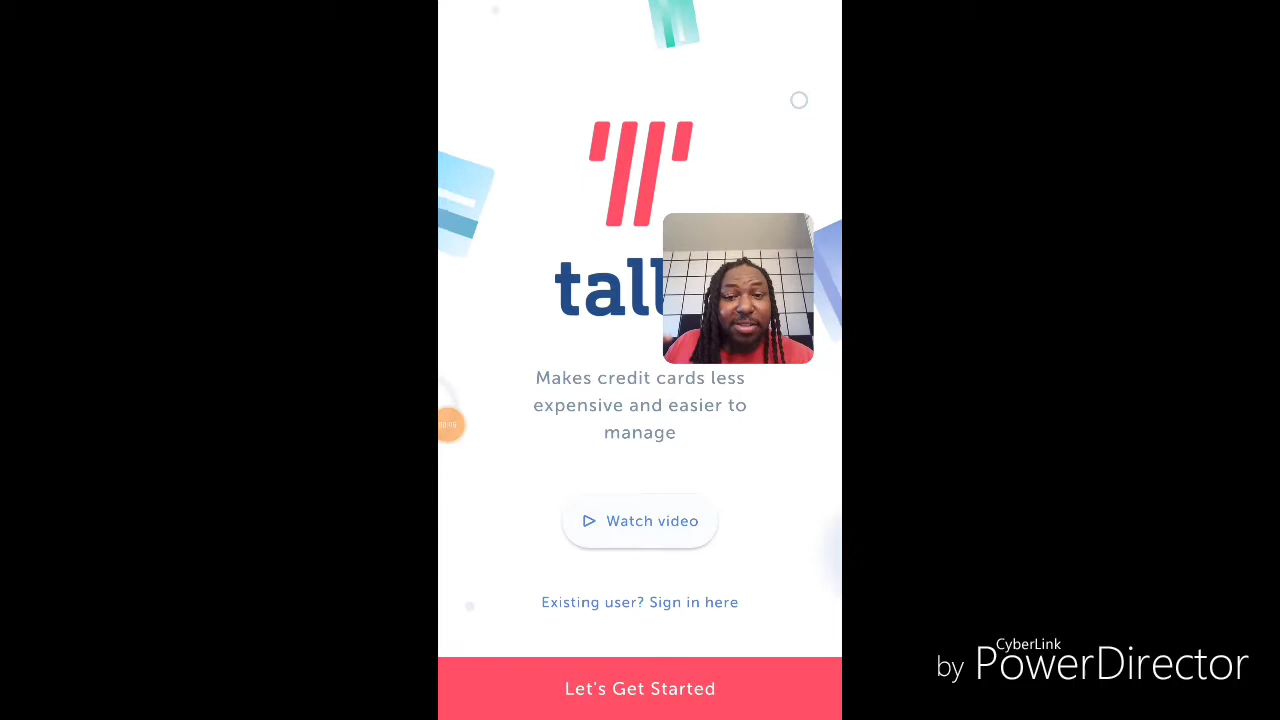 tall
Makes credit cards less
expensive and easier to
manage
Watch video
Existing user? Sign in here
Let's Get Started
CyberLink
by PowerDirector